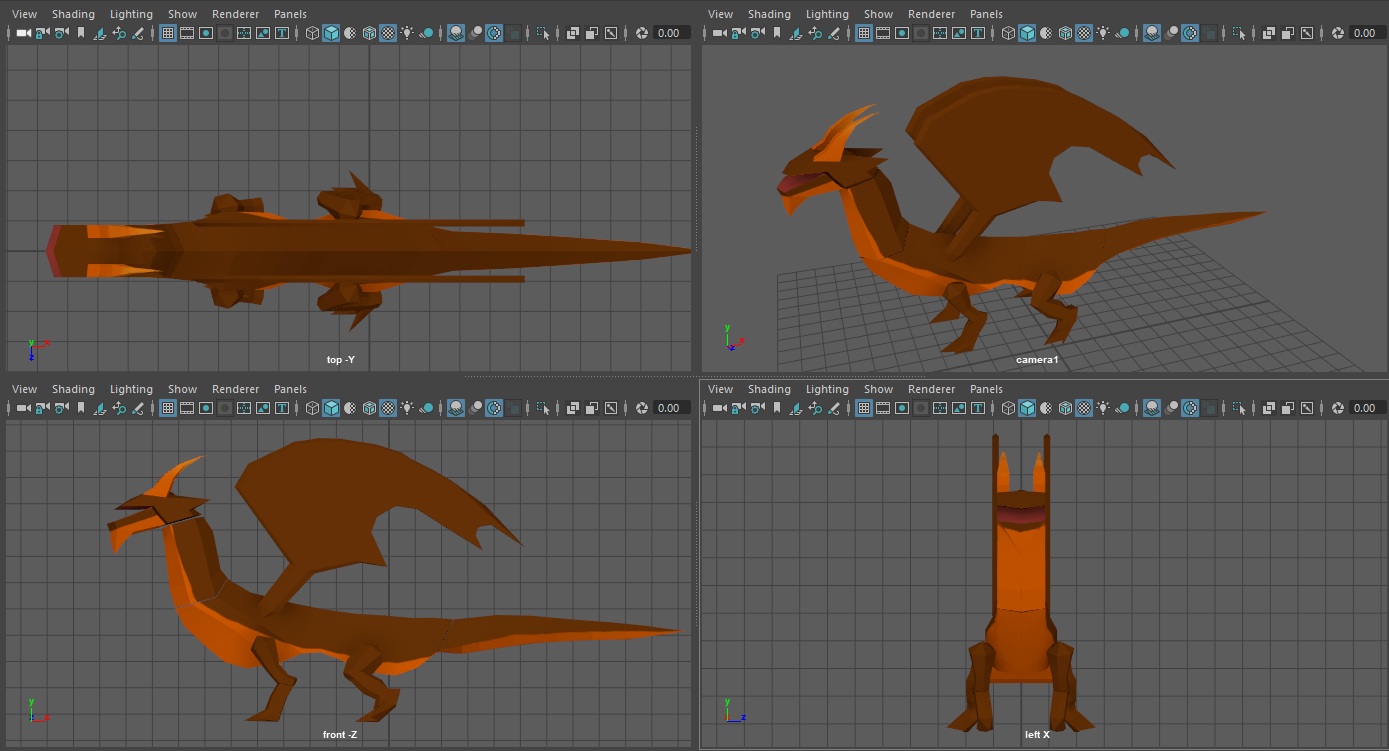 View Shading Lighting Show Renderer Panels
0.00
y x
z
top -Y
View Shading Lighting Show Renderer Panels
0.00
y
x
z
camera1
View Shading Lighting Show Renderer Panels
0.00
y
z x
front -Z
View Shading Lighting Show Renderer Panels
0.00
y
z
left X